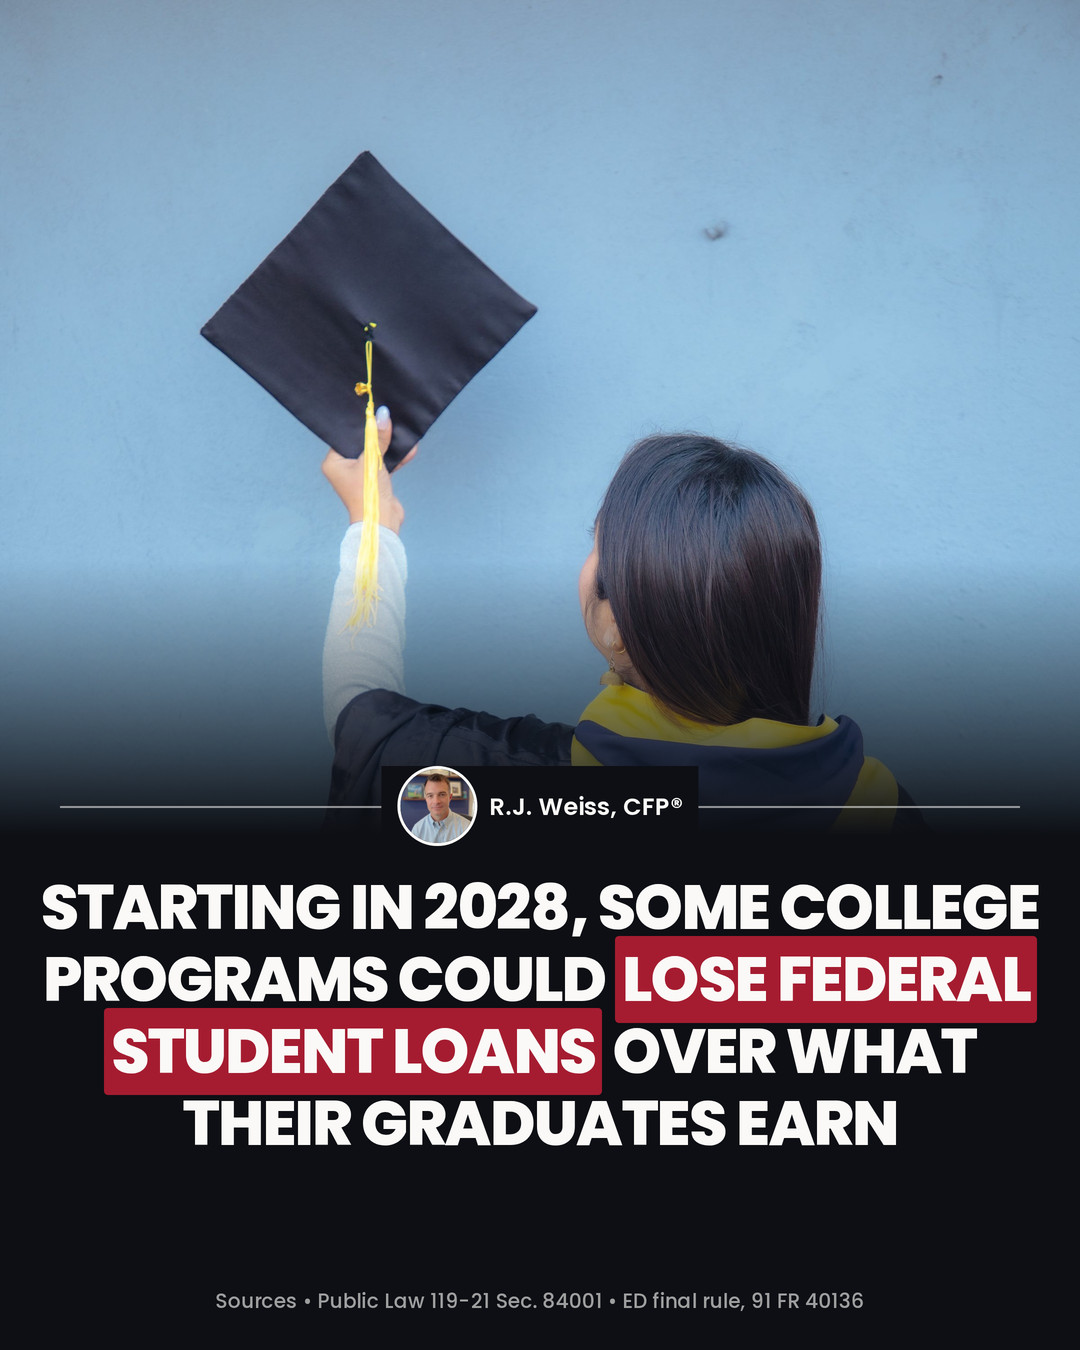 R.J. Weiss, CFP®
STARTING IN 2028, SOME COLLEGE
PROGRAMS COULD LOSE FEDERAL
STUDENT LOANS OVER WHAT
THEIR GRADUATES EARN
Sources • Public Law 119-21 Sec. 84001 • ED final rule, 91 FR 40136